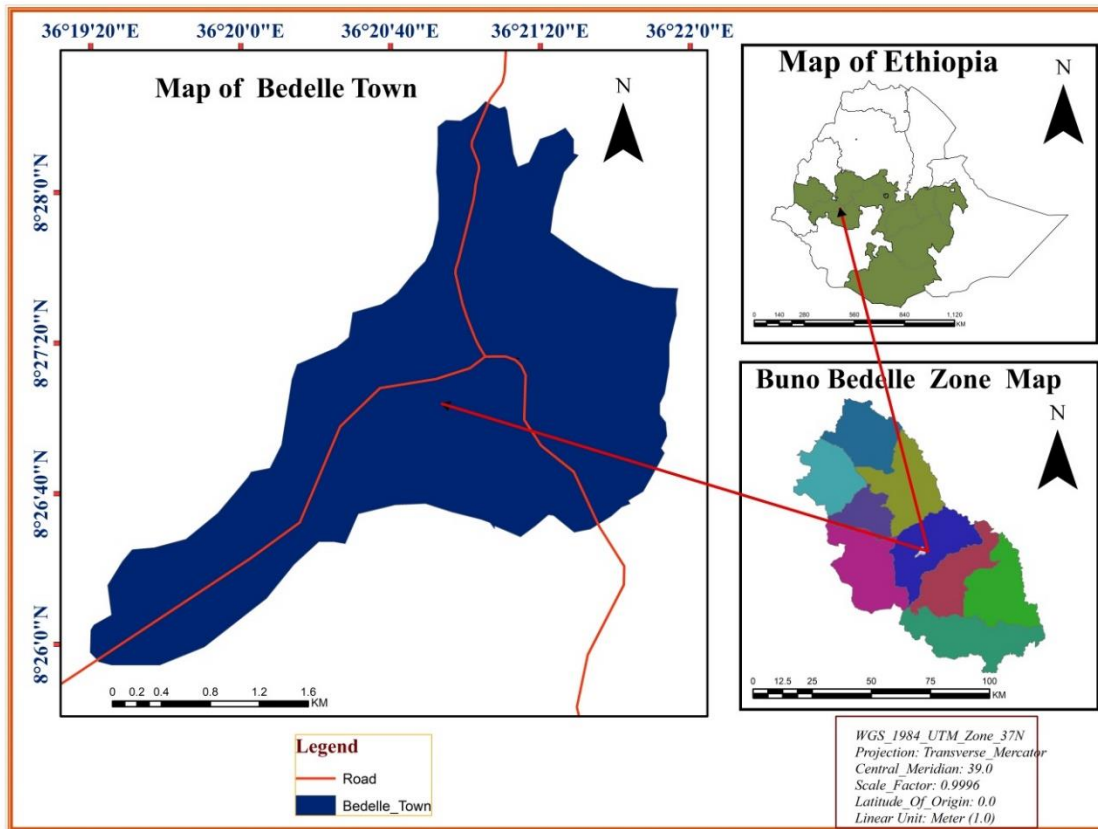 36°19'20"E
36°20'0"E
36°20'40"E
36°21'20"E
36°22'0"E
Map of Bedelle Town
N
8°28'0"N
8°27'20"N
8°26'40"N
8°26'0"N
0 0.2 0.4 0.8 1.2 1.6
KM
Legend
Road
Bedelle_Town
Map of Ethiopia
N
0 140 280 560 840 1,120
KM
Buno Bedelle Zone Map
N
0 12.5 25 50 75 100
KM
WGS_1984_UTM_Zone_37N
Projection: Transverse_Mercator
Central_Meridian: 39.0
Scale_Factor: 0.9996
Latitude_Of_Origin: 0.0
Linear Unit: Meter (1.0)